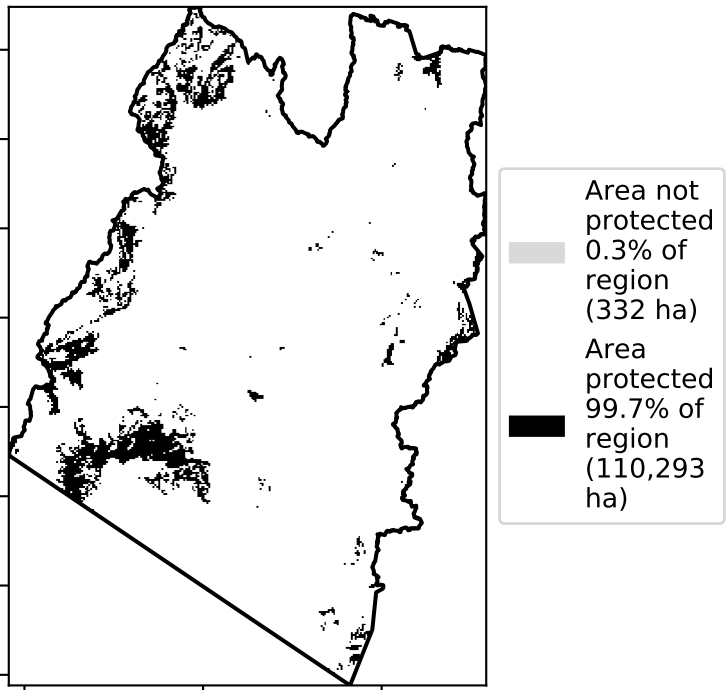 Area not
protected
0.3% of
region
(332 ha)
Area
protected
99.7% of
region
(110,293
ha)